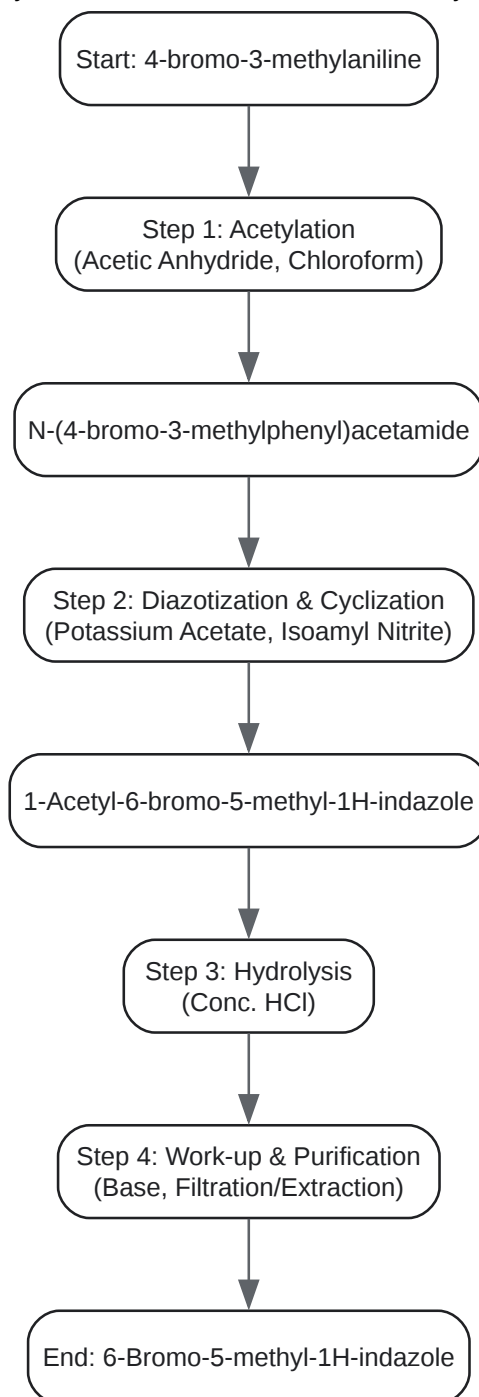 Start: 4-bromo-3-methylaniline
Step 1: Acetylation
(Acetic Anhydride, Chloroform)
N-(4-bromo-3-methylphenyl)acetamide
Step 2: Diazotization & Cyclization
(Potassium Acetate, Isoamyl Nitrite)
1-Acetyl-6-bromo-5-methyl-1H-indazole
Step 3: Hydrolysis
(Conc. HCl)
Step 4: Work-up & Purification
(Base, Filtration/Extraction)
End: 6-Bromo-5-methyl-1H-indazole